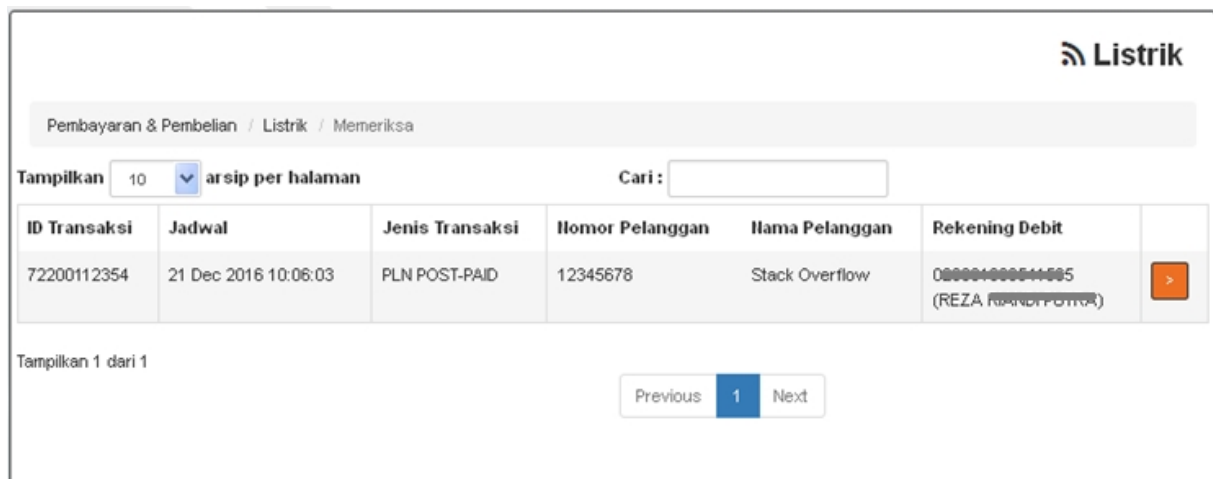 Listrik
Pembayaran & Pembelian / Listrik / Memeriksa
Tampilkan 10 arsip per halaman Cari :
ID Transaksi Jadwal Jenis Transaksi Nomor Pelanggan Nama Pelanggan Rekening Debit
72200112354 21 Dec 2016 10:06:03 PLN POST-PAID 12345678 Stack Overflow
(REZA
>
Tampilkan 1 dari 1
Previous 1 Next